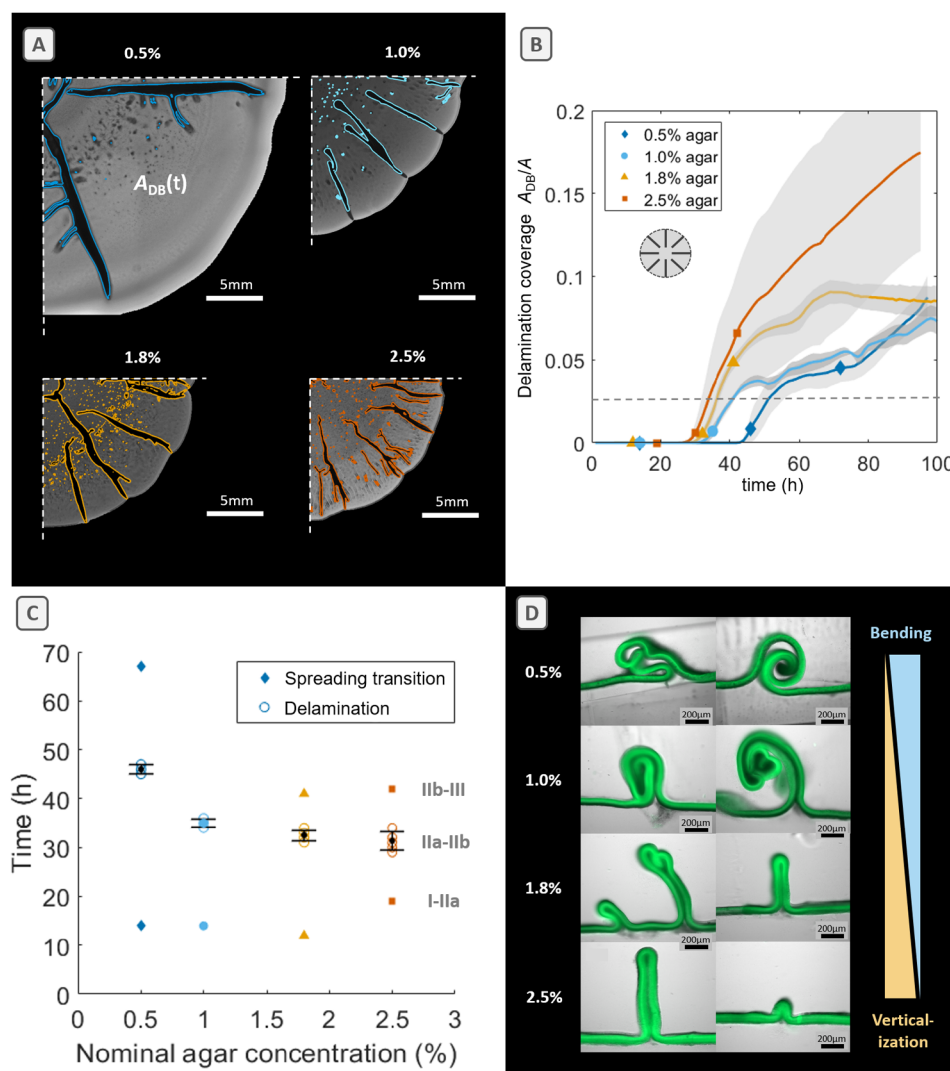 A
0.5%
1.0%
A_DB(t)
5mm
5mm
1.8%
2.5%
5mm
5mm
B
Delamination coverage A_DB/A
0.2
0.15
0.1
0.05
0
0.5% agar
1.0% agar
1.8% agar
2.5% agar
0 20 40 60 80 100
time (h)
C
Time (h)
70
60
50
40
30
20
10
0
Spreading transition
Delamination
IIb-III
IIa-IIb
I-IIa
0 0.5 1 1.5 2 2.5 3
Nominal agar concentration (%)
D
Bending
0.5%
200µm
200µm
1.0%
200µm
200µm
1.8%
200µm
200µm
2.5%
200µm
200µm
Vertical-
ization